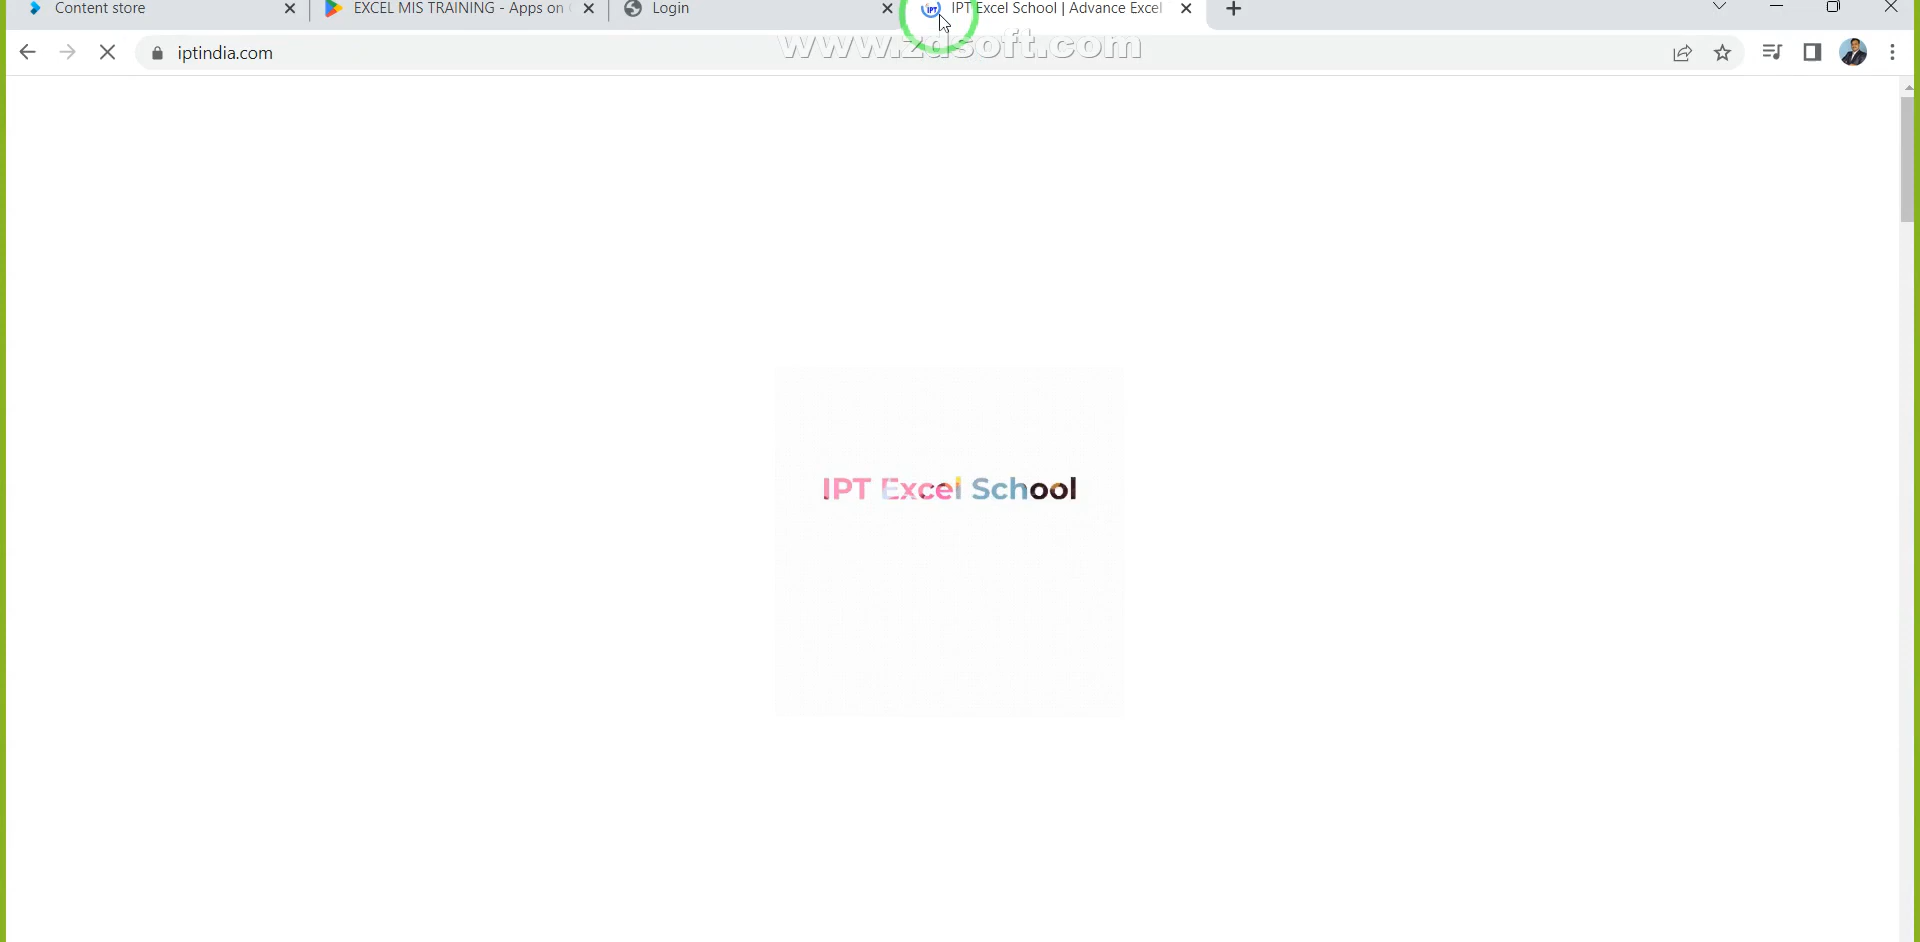 Content store
EXCEL MIS TRAINING - Apps on
Login
IPT Excel School | Advance Excel
www.zdsoft.com
iptindia.com
IPT Excel School